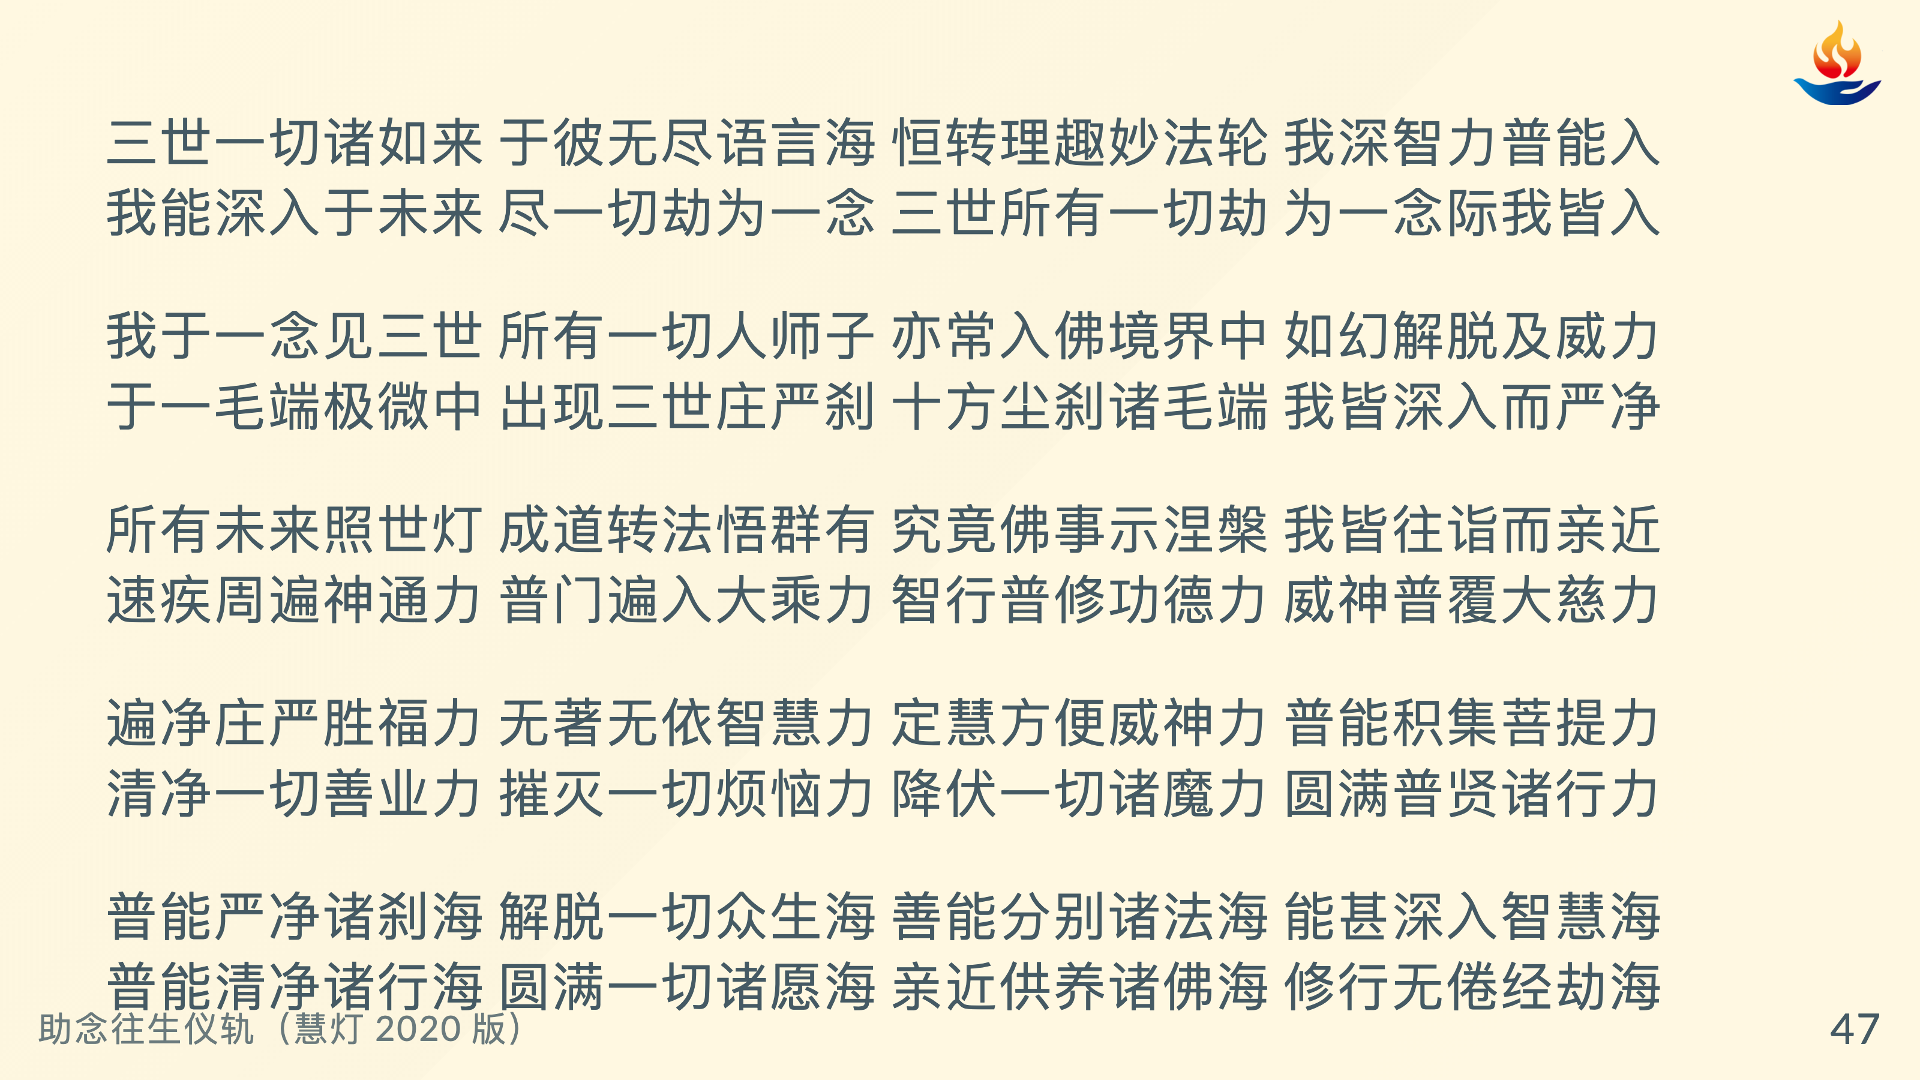 三世一切诸如来 于彼无尽语言海 恒转理趣妙法轮 我深智力普能入
我能深入于未来 尽一切劫为一念 三世所有一切劫 为一念际我皆入
我于一念见三世 所有一切人师子 亦常入佛境界中 如幻解脱及威力
于一毛端极微中 出现三世庄严刹 十方尘刹诸毛端 我皆深入而严净
所有未来照世灯 成道转法悟群有 究竟佛事示涅槃 我皆往诣而亲近
速疾周遍神通力 普门遍入大乘力 智行普修功德力 威神普覆大慈力
遍净庄严胜福力 无著无依智慧力 定慧方便威神力 普能积集菩提力
清净一切善业力 摧灭一切烦恼力 降伏一切诸魔力 圆满普贤诸行力
普能严净诸刹海 解脱一切众生海 善能分别诸法海 能甚深入智慧海
普能清净诸行海 圆满一切诸愿海 亲近供养诸佛海 修行无倦经劫海
助念往生仪轨（慧灯 2020 版）
47